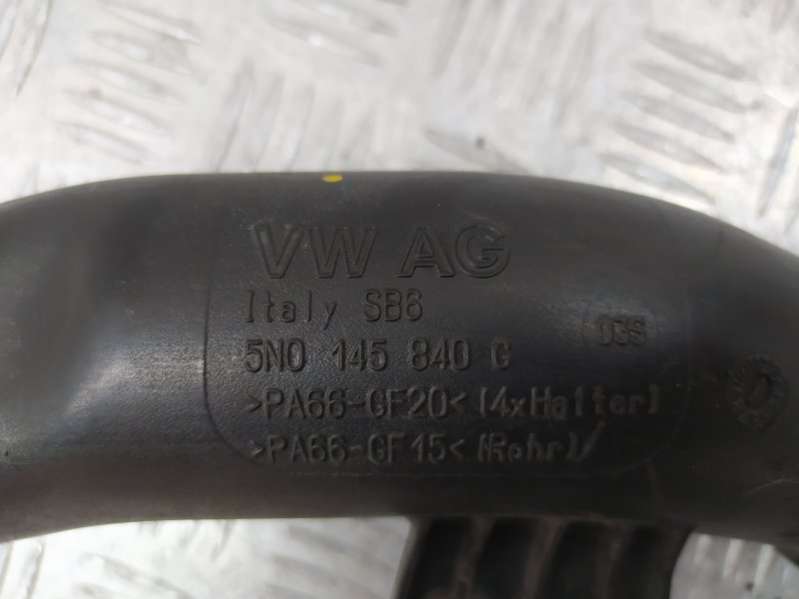 VW AG
Italy SB6
5N0 145 840 G
>PA66-GF20< (4xHalter)
>PA66-GF15< (Rohr)